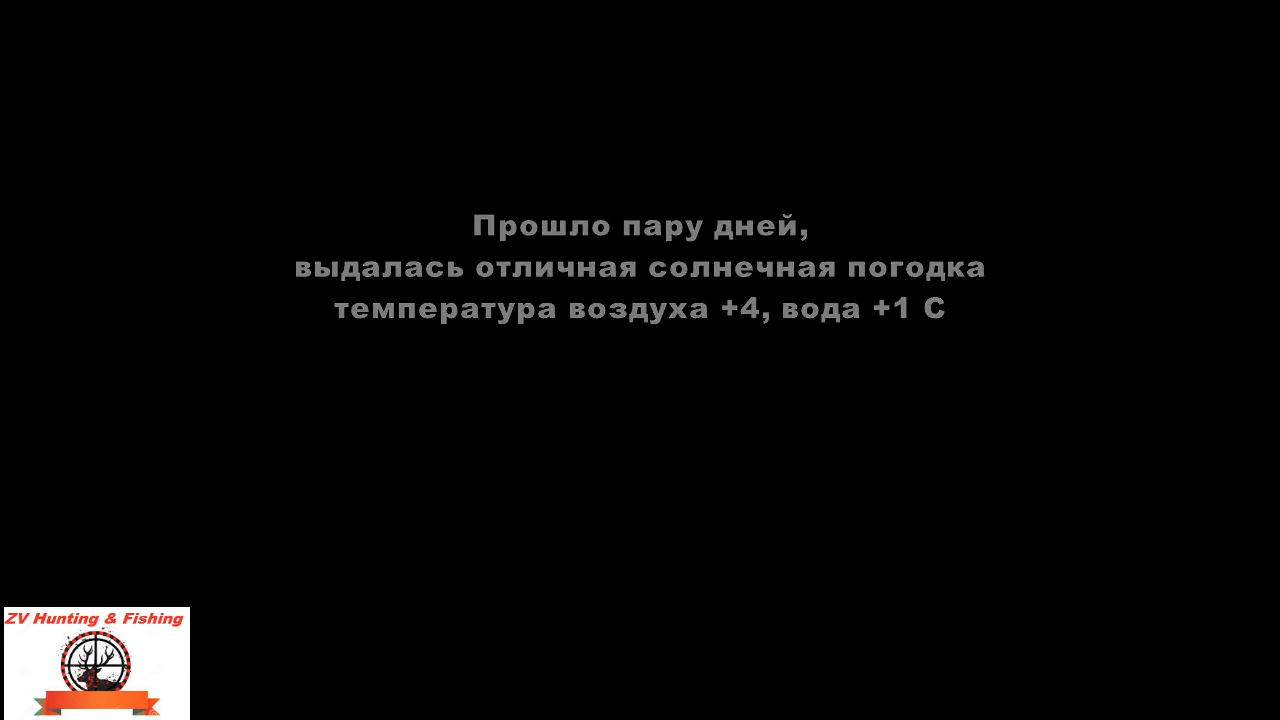 Прошло пару дней,
выдалась отличная солнечная погодка
температура воздуха +4, вода +1 С
ZV Hunting & Fishing